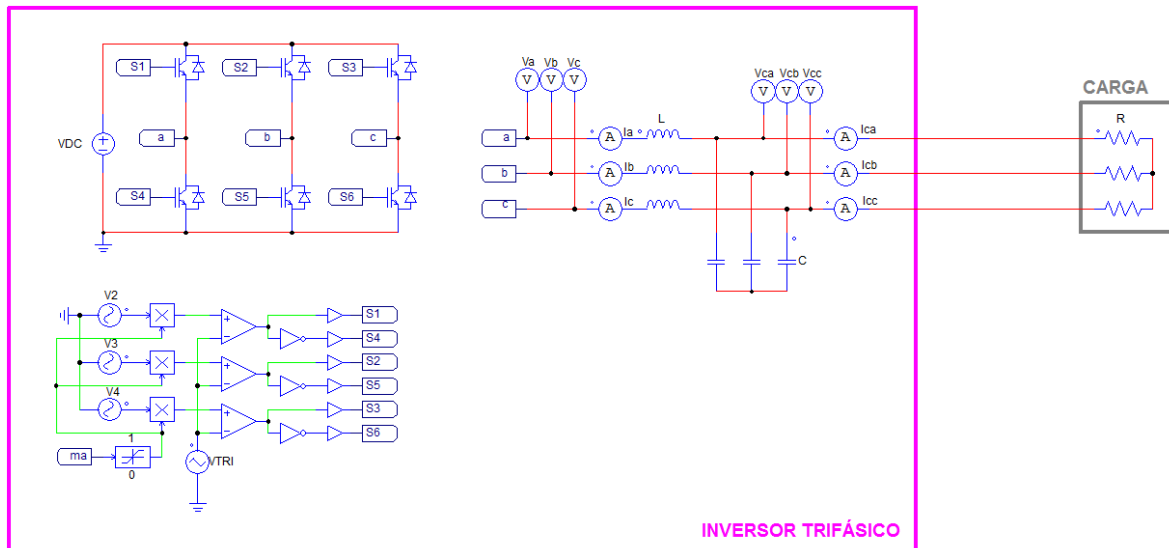 S1
S2
S3
VDC
a
b
c
S4
S5
S6
Va
Vb
Vc
V
V
V
Vca
Vcb
Vcc
V
V
V
CARGA
a
A
Ia
L
A
Ica
R
b
A
Ib
A
Icb
c
A
Ic
A
Icc
C
V2
S1
S4
V3
S2
S5
V4
S3
S6
ma
1
0
VTRI
INVERSOR TRIFÁSICO